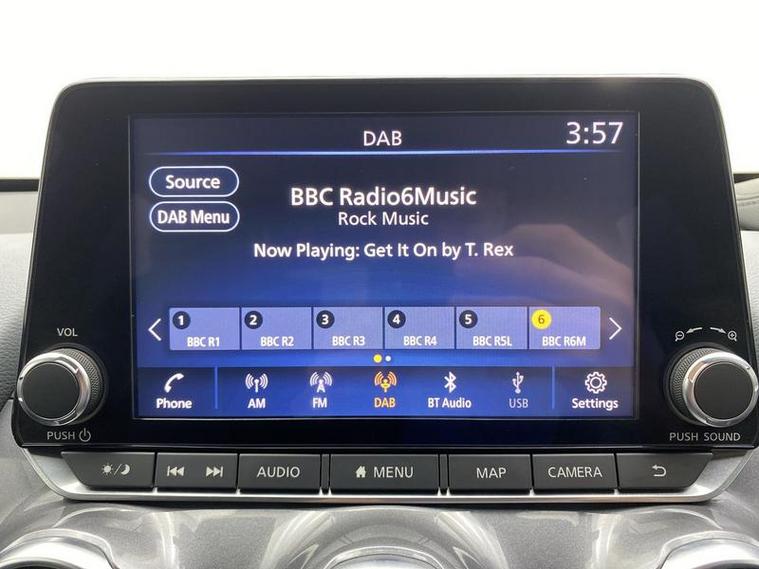 DAB
3:57
Source
BBC Radio6Music
DAB Menu
Rock Music
Now Playing: Get It On by T. Rex
1 2 3 4 5 6
BBC R1 BBC R2 BBC R3 BBC R4 BBC R5L BBC R6M
VOL
Phone AM FM DAB BT Audio USB Settings
PUSH
PUSH SOUND
AUDIO MENU MAP CAMERA